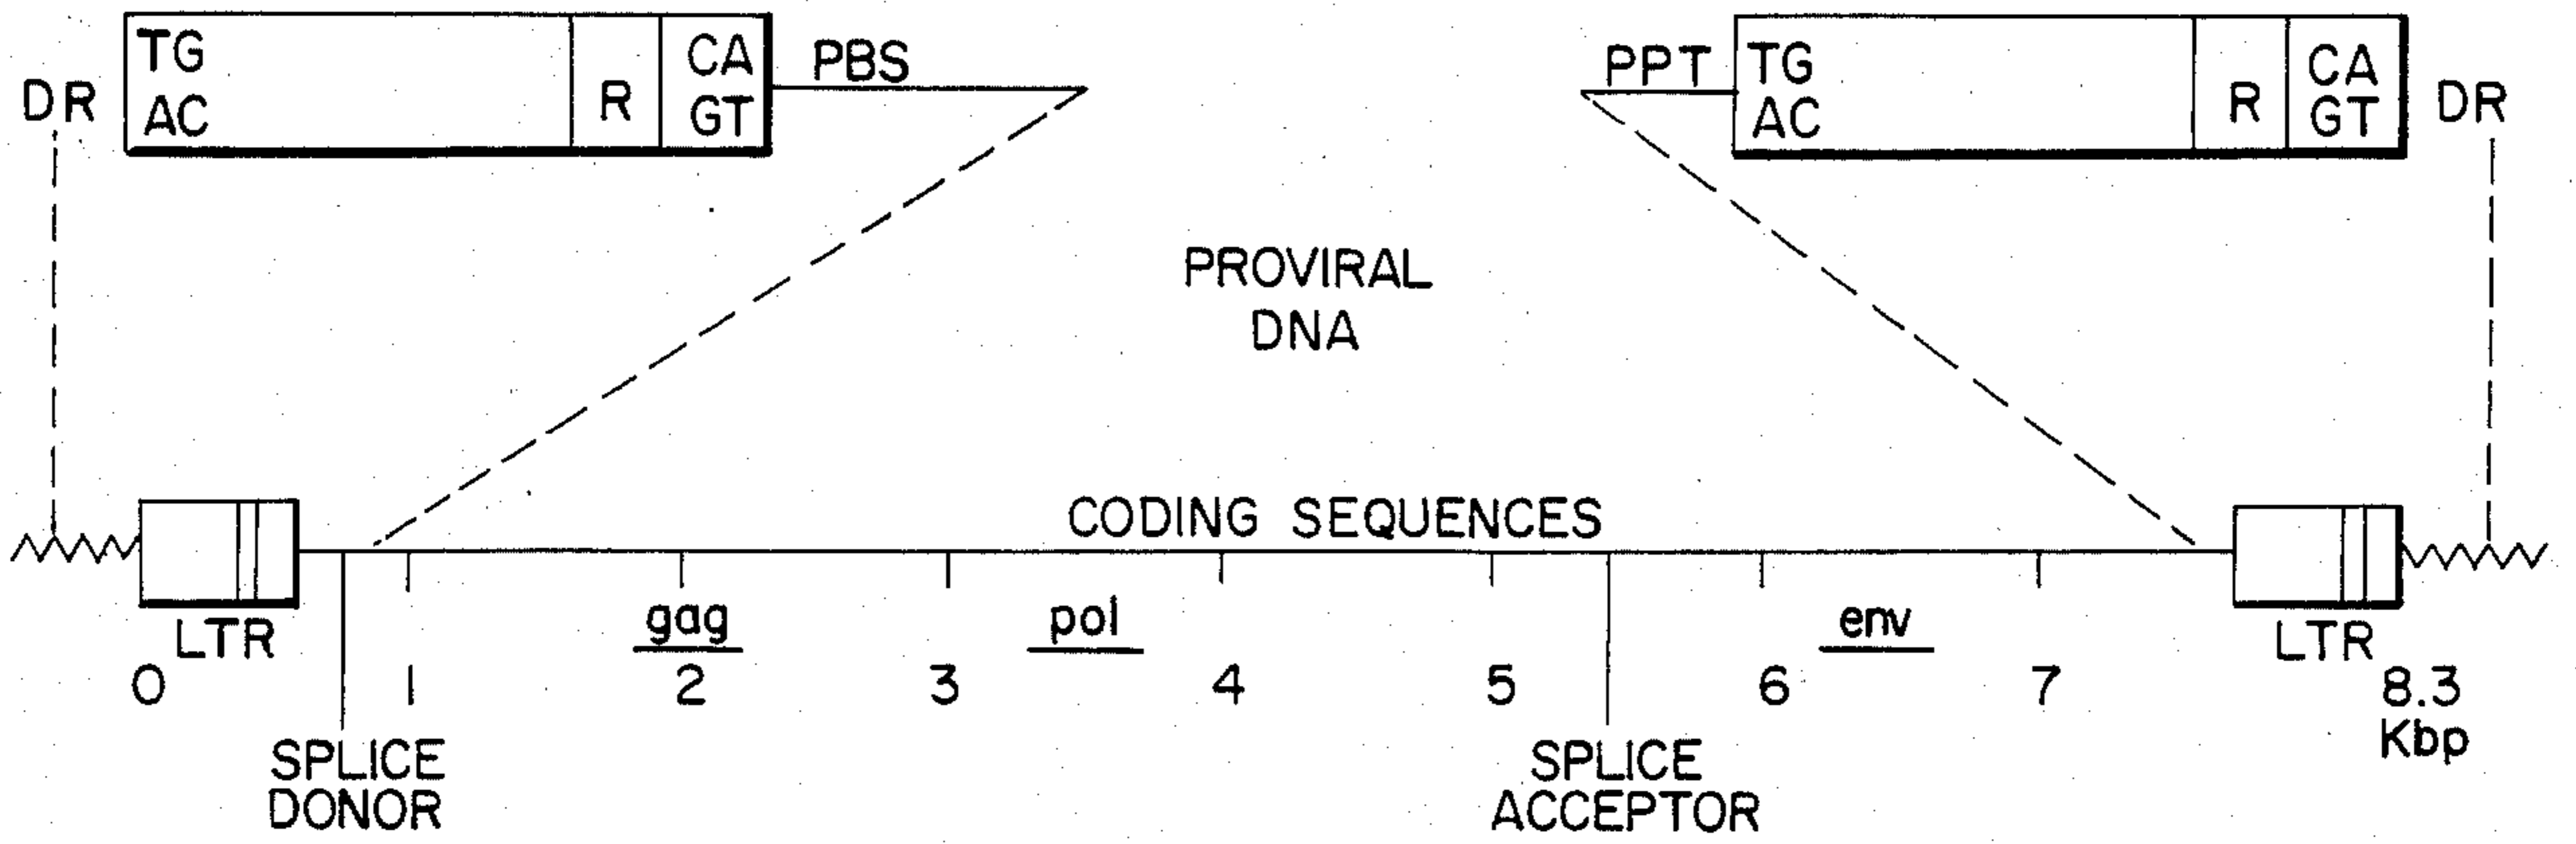 DR
TG
AC
R
CA
GT
PBS
PPT
TG
AC
R
CA
GT
DR
PROVIRAL
DNA
CODING SEQUENCES
LTR
gag
pol
env
LTR
0
1
2
3
4
5
6
7
8.3
Kbp
SPLICE
DONOR
SPLICE
ACCEPTOR